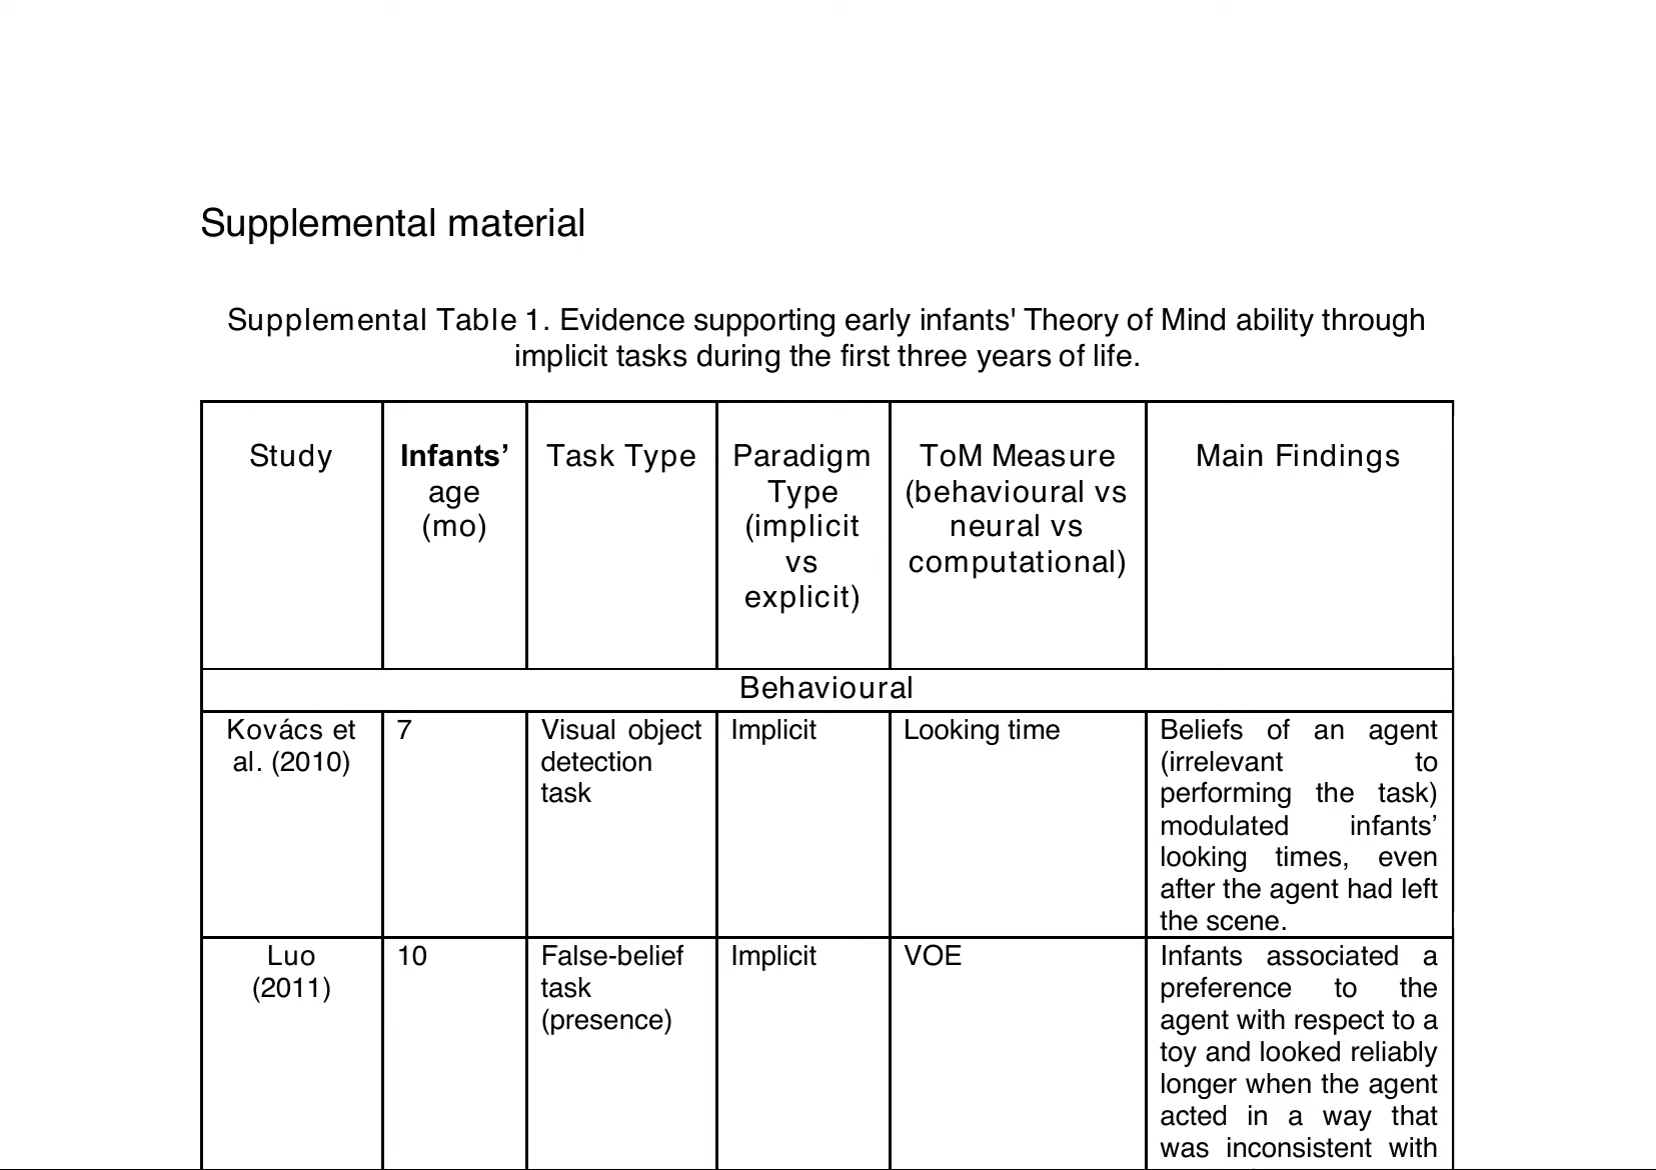 Supplemental material
Supplemental Table 1. Evidence supporting early infants' Theory of Mind ability through
implicit tasks during the first three years of life.
Study
Infants’
age
(mo)
Task Type
Paradigm
Type
(implicit
vs
explicit)
ToM Measure
(behavioural vs
neural vs
computational)
Main Findings
Behavioural
Kovács et
al. (2010)
7
Visual object
detection
task
Implicit
Looking time
Beliefs of an agent
(irrelevant to
performing the task)
modulated infants’
looking times, even
after the agent had left
the scene.
Luo
(2011)
10
False-belief
task
(presence)
Implicit
VOE
Infants associated a
preference to the
agent with respect to a
toy and looked reliably
longer when the agent
acted in a way that
was inconsistent with